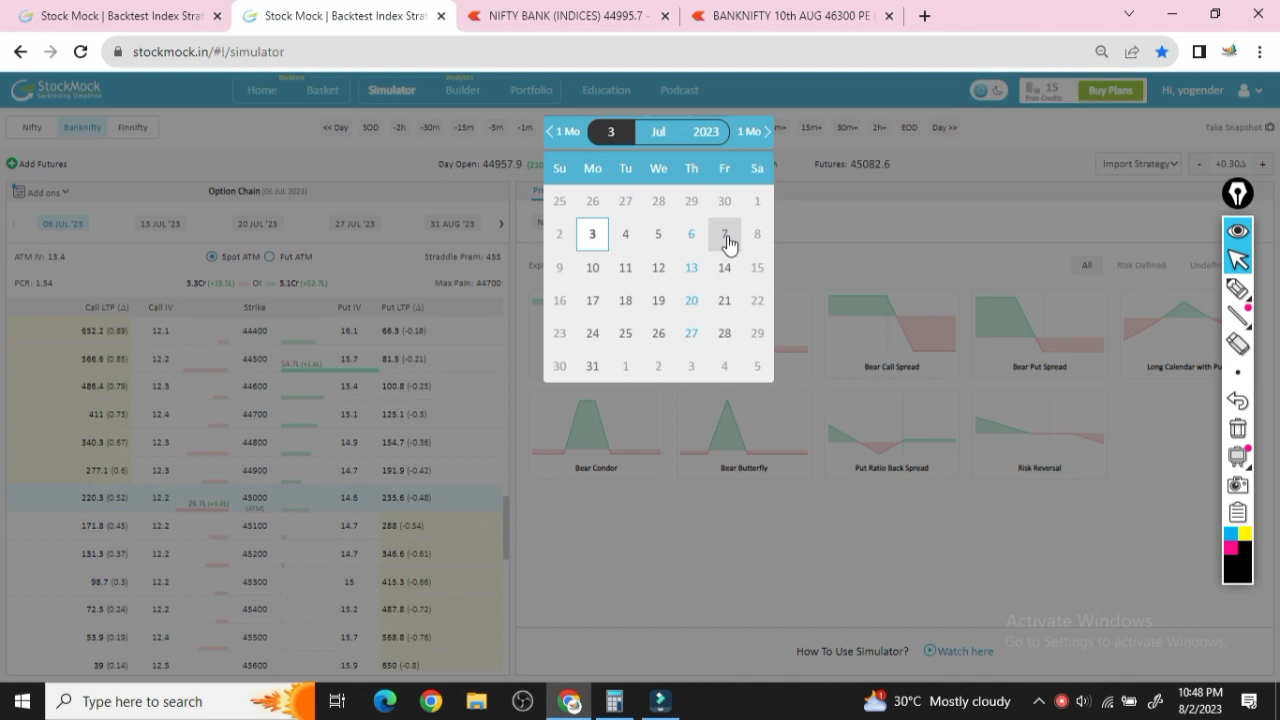 Stock Mock | Backtest Index Strat
Stock Mock | Backtest Index Strat
NIFTY BANK (INDICES) 44995.7 -
BANKNIFTY 10th AUG 46300 PE (
stockmock.in/#!/simulator
StockMock
Backtesting Simplified
Backtest
Home
Basket
Simulator
Analytics
Builder
Portfolio
Education
Podcast
15
Free Credits
Buy Plans
Hi, yogender
Nifty
Banknifty
Finnifty
<< Day
SOD
-2h
-30m
-15m
-5m
-1m
15m+
30m+
2h+
EOD
Day >>
Take Snapshot
1 Mo
3
Jul
2023
1 Mo
Add Futures
Day Open: 44957.9
Futures: 45082.6
Import Strategy
-
+0.30Δ
+
Su Mo Tu We Th Fr Sa
25 26 27 28 29 30 1
2 3 4 5 6 7 8
9 10 11 12 13 14 15
16 17 18 19 20 21 22
23 24 25 26 27 28 29
30 31 1 2 3 4 5
Add ons
Option Chain (06 JUL 2023)
06 JUL '23
13 JUL '23
20 JUL '23
27 JUL '23
31 AUG '23
ATM IV: 13.4
Spot ATM
Fut ATM
Straddle Prem: 455
PCR: 1.54
3.3Cr (+19.5L)
OI
5.1Cr (+52.7L)
Max Pain: 44700
Call LTP (Δ) Call IV Strike Put IV Put LTP (Δ)
652.2 (0.89) 12.1 44400 16.1 66.3 (-0.18)
566.6 (0.85) 12.2 44500 15.7 81.5 (-0.21)
486.4 (0.79) 12.3 44600 15.4 100.8 (-0.25)
411 (0.73) 12.4 44700 15.1 125.1 (-0.3)
340.3 (0.67) 12.3 44800 14.9 154.7 (-0.36)
277.1 (0.6) 12.3 44900 14.7 191.9 (-0.42)
220.3 (0.52) 12.2 45000 14.6 235.6 (-0.48)
(ATM)
171.8 (0.45) 12.2 45100 14.7 288 (-0.54)
131.3 (0.37) 12.2 45200 14.7 346.6 (-0.61)
98.7 (0.3) 12.2 45300 15 415.3 (-0.66)
72.5 (0.24) 12.2 45400 15.2 487.8 (-0.72)
53.9 (0.19) 12.4 45500 15.7 568.8 (-0.76)
39 (0.14) 12.5 45600 15.9 650 (-0.8)
All
Risk Defined
Bear Call Spread
Bear Put Spread
Long Calendar with Pu
Bear Condor
Bear Butterfly
Put Ratio Back Spread
Risk Reversal
How To Use Simulator?
Watch here
Activate Windows
Go to Settings to activate Windows.
Type here to search
30°C Mostly cloudy
10:48 PM
8/2/2023